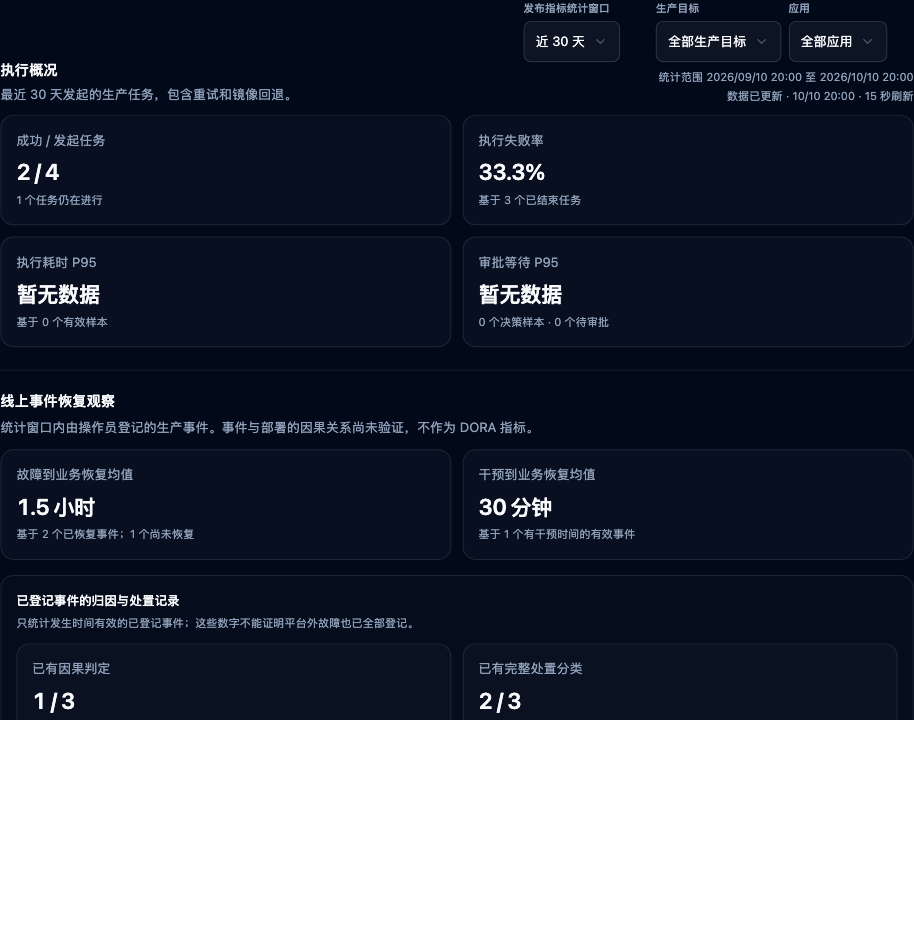 发布指标统计窗口
生产目标
应用
近 30 天
全部生产目标
全部应用
执行概况
统计范围 2026/09/10 20:00 至 2026/10/10 20:00
最近 30 天发起的生产任务，包含重试和镜像回退。
数据已更新 · 10/10 20:00 · 15 秒刷新
成功 / 发起任务
2 / 4
1 个任务仍在进行
执行失败率
33.3%
基于 3 个已结束任务
执行耗时 P95
暂无数据
基于 0 个有效样本
审批等待 P95
暂无数据
0 个决策样本 · 0 个待审批
线上事件恢复观察
统计窗口内由操作员登记的生产事件。事件与部署的因果关系尚未验证，不作为 DORA 指标。
故障到业务恢复均值
1.5 小时
基于 2 个已恢复事件；1 个尚未恢复
干预到业务恢复均值
30 分钟
基于 1 个有干预时间的有效事件
已登记事件的归因与处置记录
只统计发生时间有效的已登记事件；这些数字不能证明平台外故障也已全部登记。
已有因果判定
1 / 3
已有完整处置分类
2 / 3